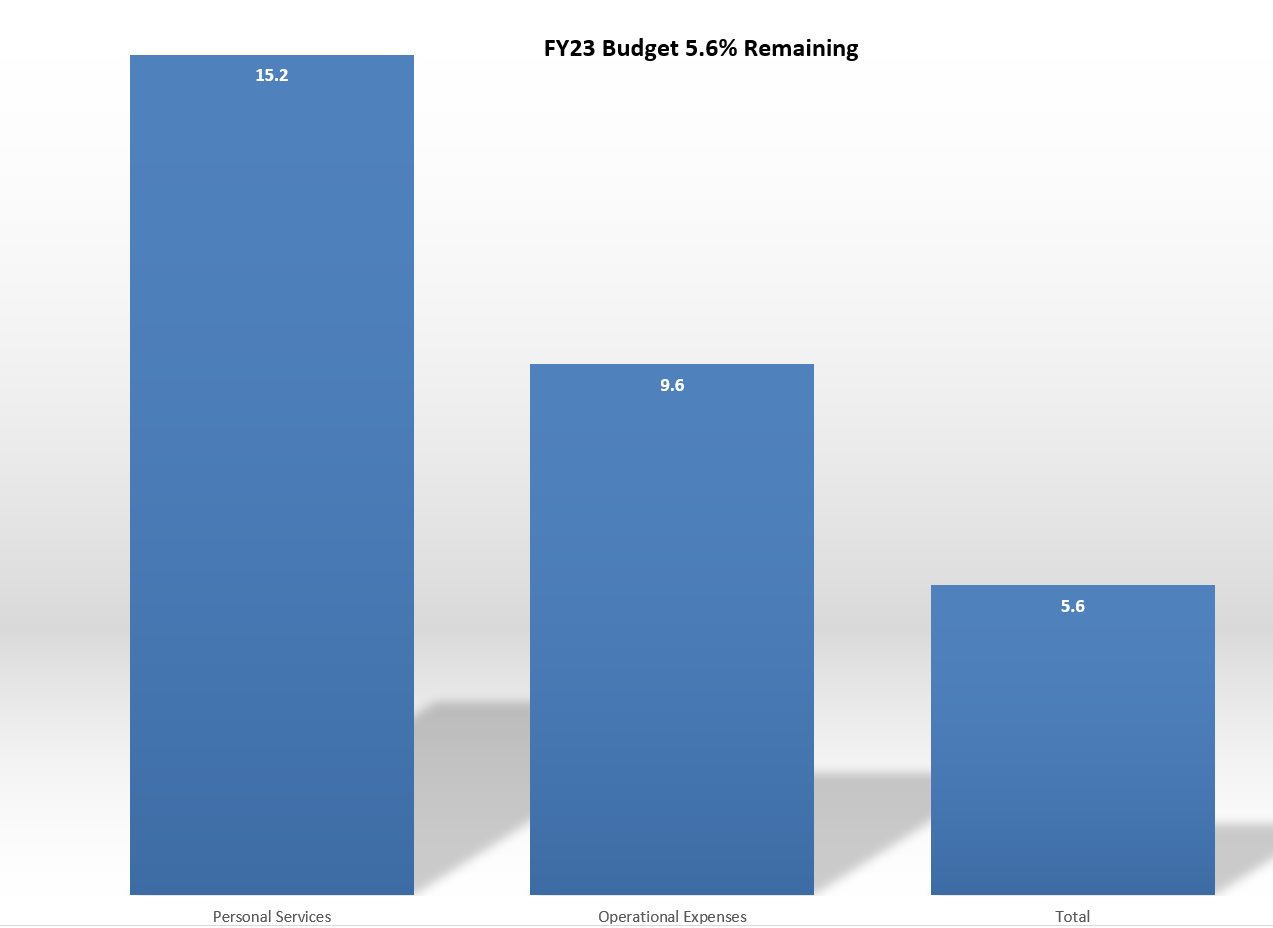 FY23 Budget 5.6% Remaining
15.2
9.6
5.6
Personal Services
Operational Expenses
Total